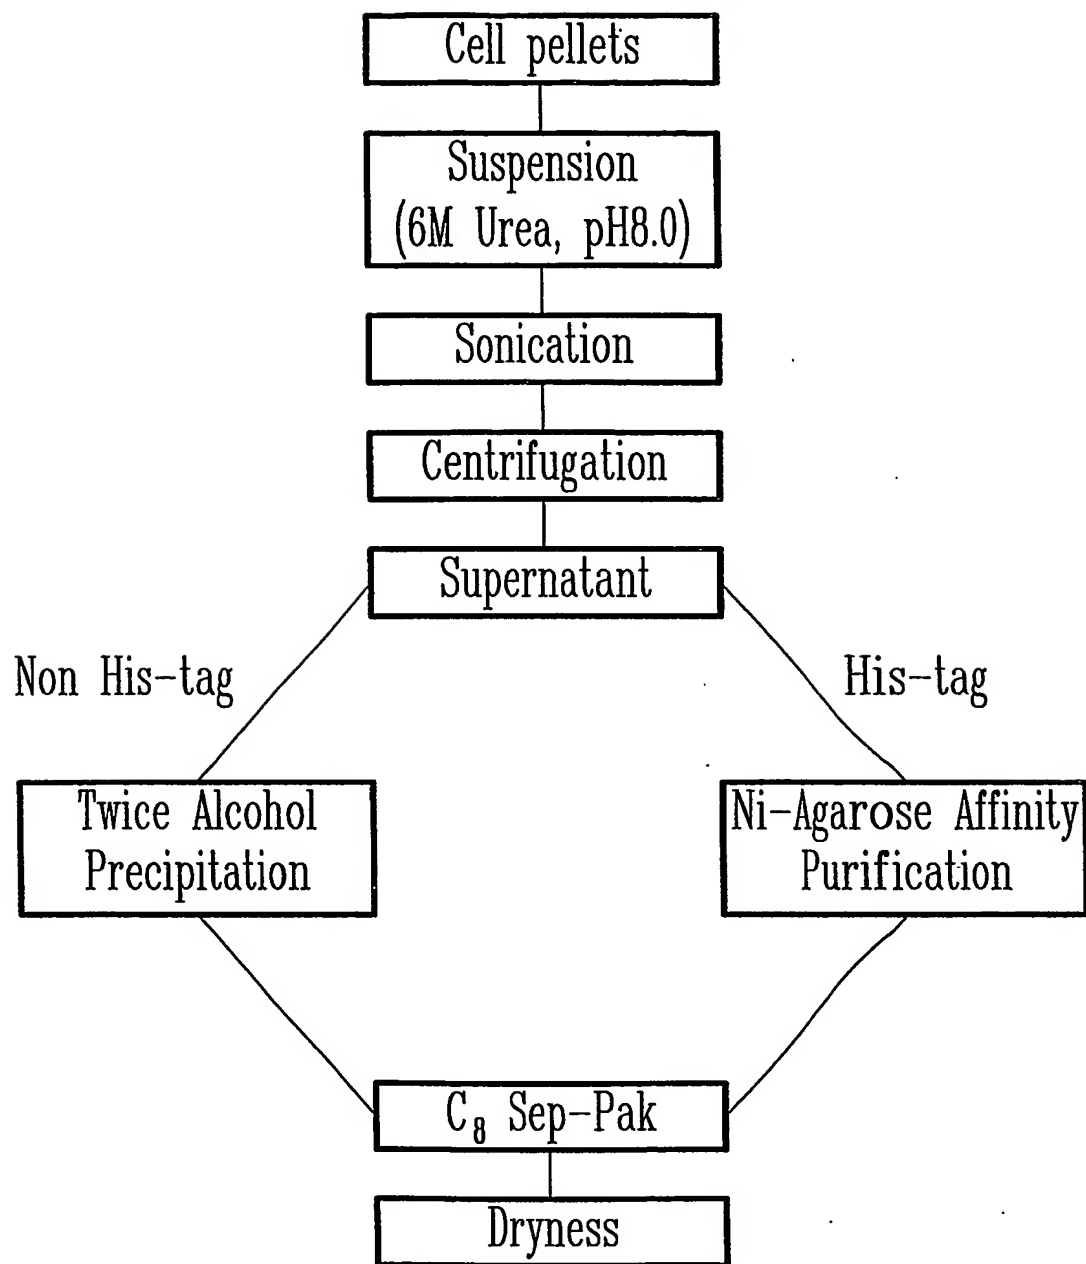 Cell pellets
Suspension
(6M Urea, pH8.0)
Sonication
Centrifugation
Supernatant
Non His-tag
His-tag
Twice Alcohol
Precipitation
Ni-Agarose Affinity
Purification
C₈ Sep-Pak
Dryness